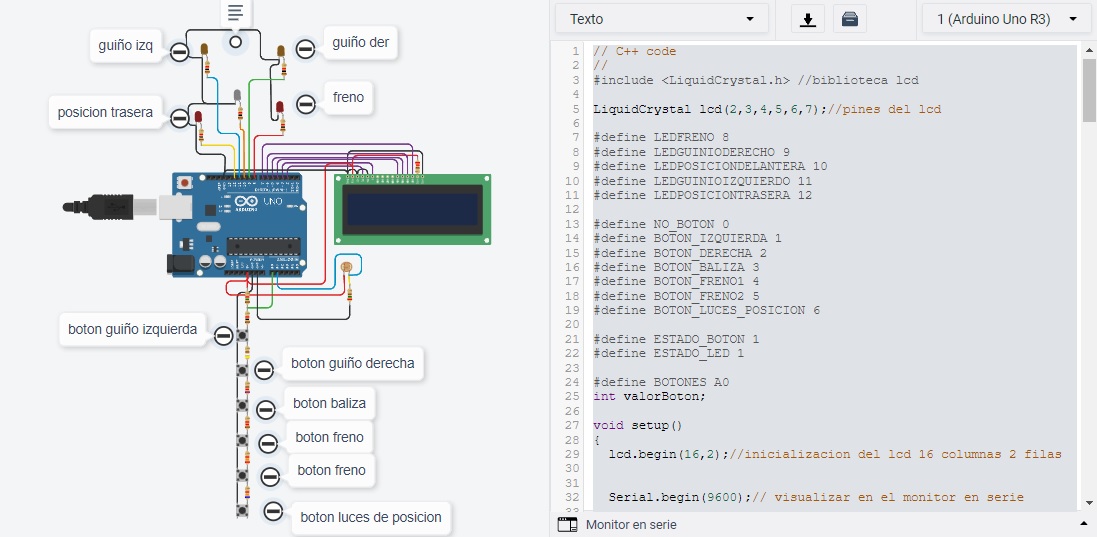 guiño izq
guiño der
posicion trasera
freno
UNO
ARDUINO
boton guiño izquierda
boton guiño derecha
boton baliza
boton freno
boton freno
boton luces de posicion
Texto
1 (Arduino Uno R3)
1 // C++ code
2 //
3 #include <LiquidCrystal.h> //biblioteca lcd
4
5 LiquidCrystal lcd(2,3,4,5,6,7);//pines del lcd
6
7 #define LEDFRENO 8
8 #define LEDGUINIODERECHO 9
9 #define LEDPOSICIONDELANTERA 10
10 #define LEDGUINIOIZQUIERDO 11
11 #define LEDPOSICIONTRASERA 12
12
13 #define NO_BOTON 0
14 #define BOTON_IZQUIERDA 1
15 #define BOTON_DERECHA 2
16 #define BOTON_BALIZA 3
17 #define BOTON_FRENO1 4
18 #define BOTON_FRENO2 5
19 #define BOTON_LUCES_POSICION 6
20
21 #define ESTADO_BOTON 1
22 #define ESTADO_LED 1
23
24 #define BOTONES A0
25 int valorBoton;
26
27 void setup()
28 {
29 lcd.begin(16,2);//inicializacion del lcd 16 columnas 2 filas
30
31
32 Serial.begin(9600);// visualizar en el monitor en serie
33
Monitor en serie